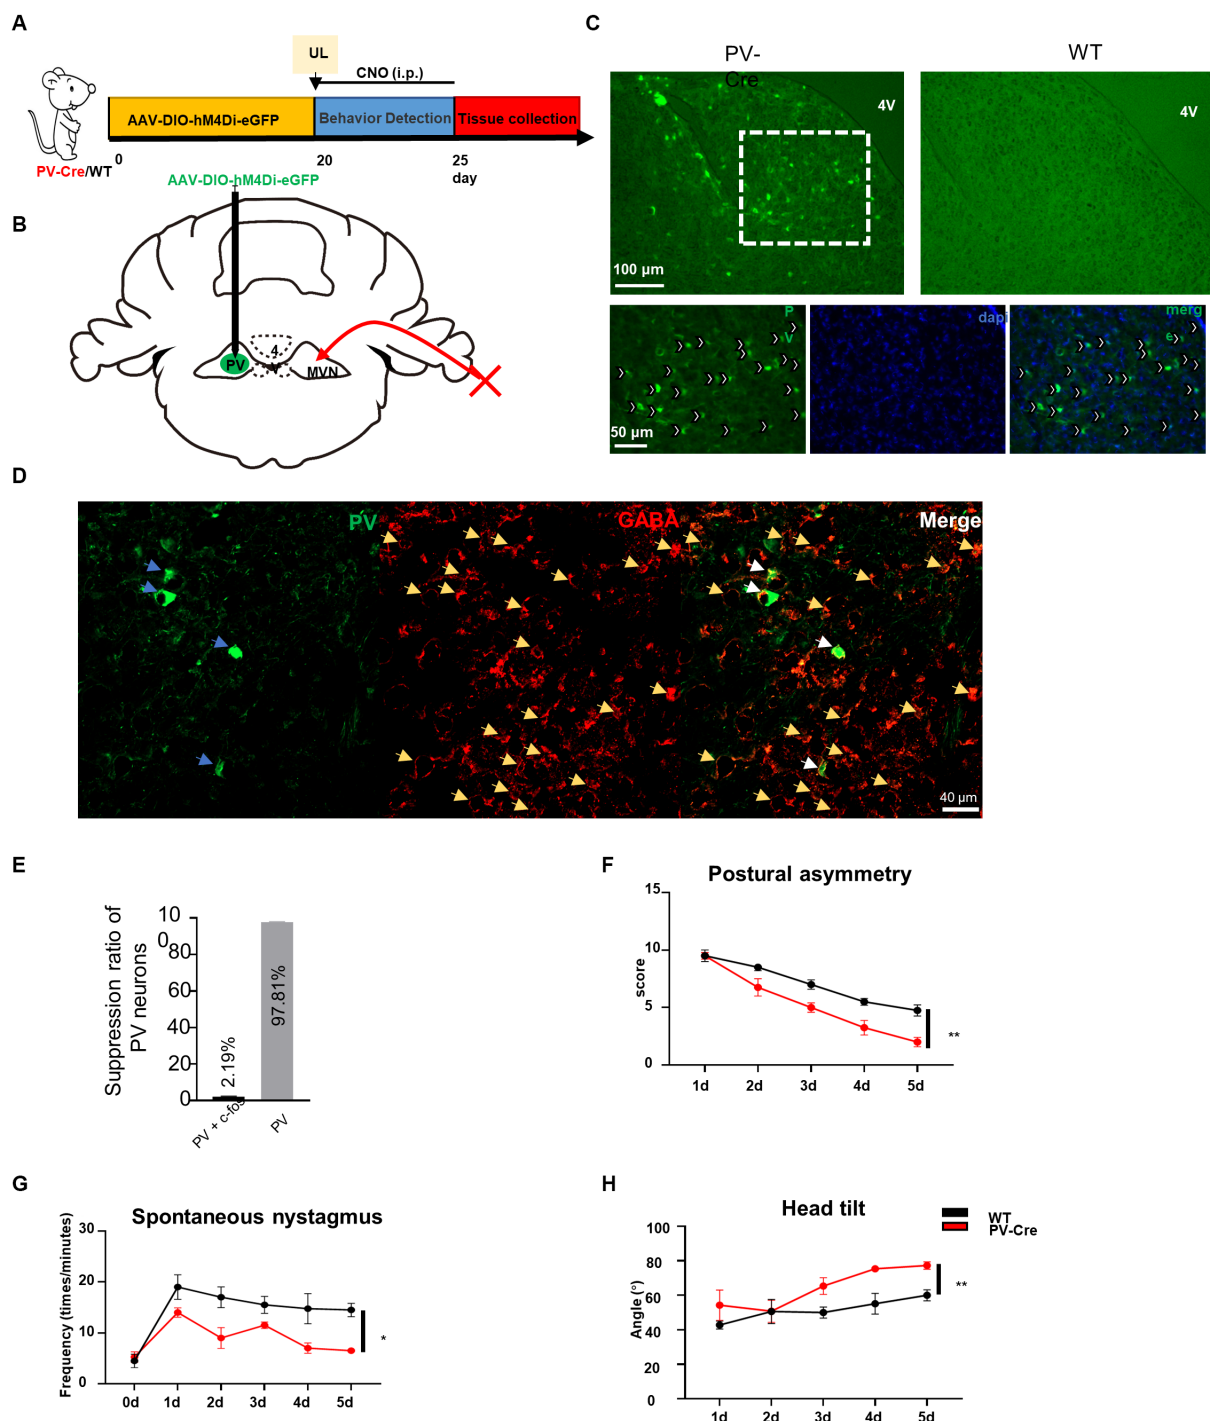 A
UL
CNO (i.p.)
AAV-DIO-hM4Di-eGFP
Behavior Detection
Tissue collection
0
20
25
day
PV-Cre/WT
AAV-DIO-hM4Di-eGFP
B
PV
4
MVN
C
PV-
Cre
WT
4V
4V
100 µm
P
V
dapi
merg
e
50 µm
D
PV
GABA
Merge
40 µm
E
Suppression ratio of
PV neurons
10
0
80
60
40
20
0
2.19%
97.81%
PV + c-fos
PV
F
Postural asymmetry
score
15
10
5
0
1d
2d
3d
4d
5d
**
G
Spontaneous nystagmus
Frequency (times/minutes)
30
20
10
0
0d
1d
2d
3d
4d
5d
*
H
Head tilt
WT
PV-Cre
Angle (°)
100
80
60
40
20
0
1d
2d
3d
4d
5d
**